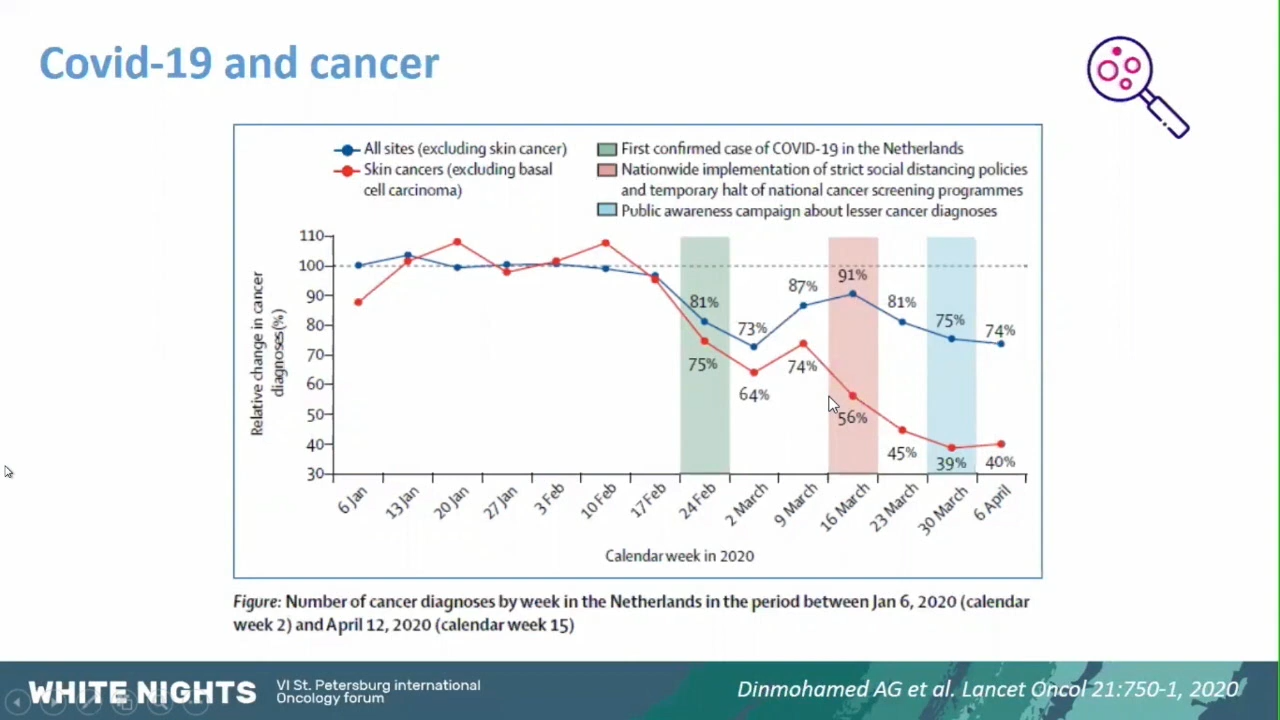 Covid-19 and cancer
All sites (excluding skin cancer)
Skin cancers (excluding basal
cell carcinoma)
First confirmed case of COVID-19 in the Netherlands
Nationwide implementation of strict social distancing policies
and temporary halt of national cancer screening programmes
Public awareness campaign about lesser cancer diagnoses
Relative change in cancer
diagnoses(%)
110
100
90
80
70
60
50
40
30
81%
73%
87%
91%
81%
75%
74%
75%
64%
74%
56%
45%
39%
40%
6 Jan
13 Jan
20 Jan
27 Jan
3 Feb
10 Feb
17 Feb
24 Feb
2 March
9 March
16 March
23 March
30 March
6 April
Calendar week in 2020
Figure: Number of cancer diagnoses by week in the Netherlands in the period between Jan 6, 2020 (calendar
week 2) and April 12, 2020 (calendar week 15)
WHITE NIGHTS
VI St. Petersburg international
Oncology forum
Dinmohamed AG et al. Lancet Oncol 21:750-1, 2020